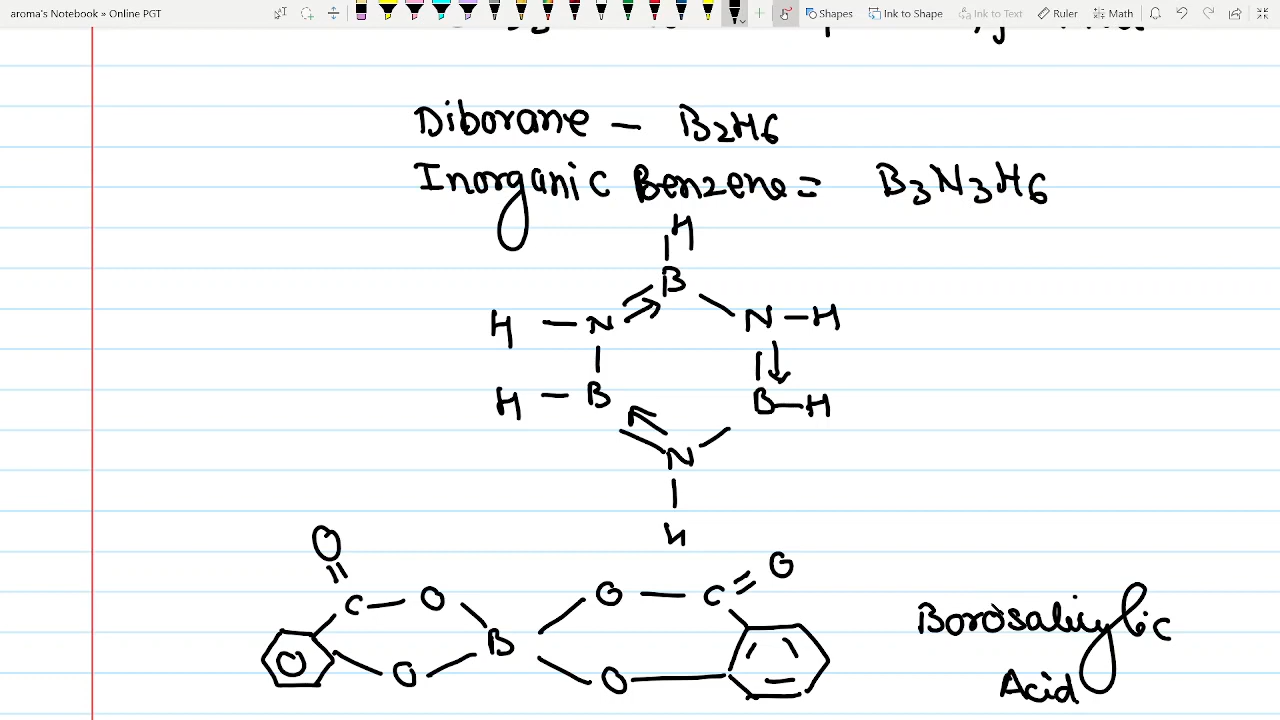 aroma's Notebook » Online PGT
Shapes
Ink to Shape
Ink to Text
Ruler
Math
Diborane – B2H6
Inorganic Benzene = B3N3H6
H
B
H – N
N – H
H – B
B – H
N
H
O
O
C – O
O – C
B
O
O
Borosalicylic
Acid